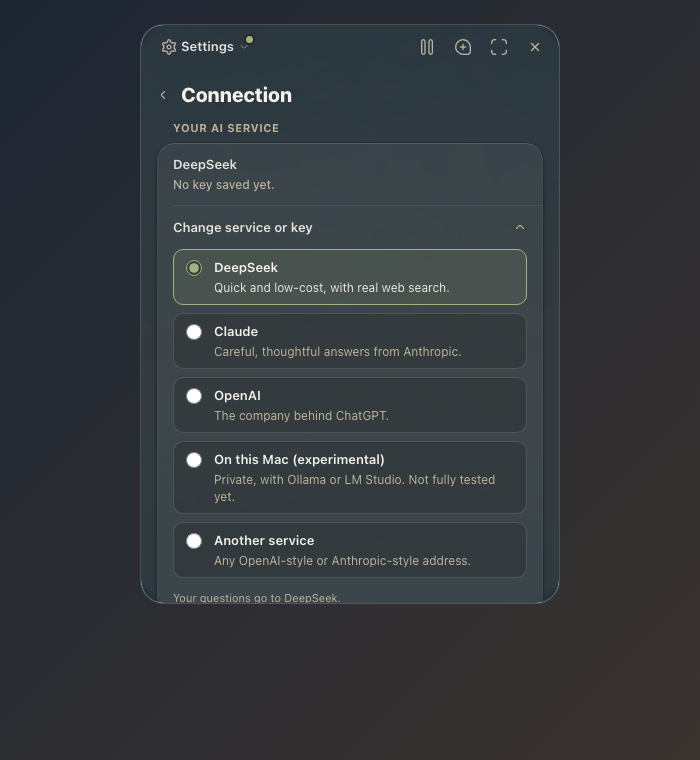 Settings
Connection
YOUR AI SERVICE
DeepSeek
No key saved yet.
Change service or key
DeepSeek
Quick and low-cost, with real web search.
Claude
Careful, thoughtful answers from Anthropic.
OpenAI
The company behind ChatGPT.
On this Mac (experimental)
Private, with Ollama or LM Studio. Not fully tested
yet.
Another service
Any OpenAI-style or Anthropic-style address.
Your questions go to DeepSeek.